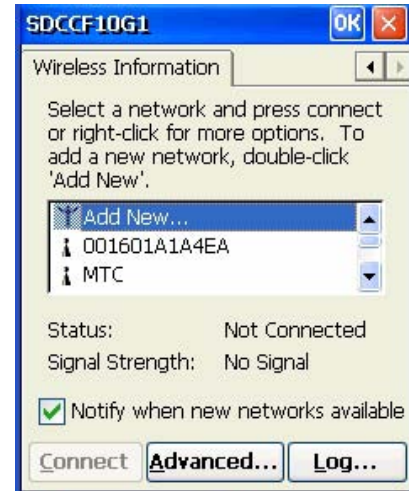 SDCCF10G1 OK
Wireless Information
Select a network and press connect
or right-click for more options. To
add a new network, double-click
'Add New'.
Add New...
001601A1A4EA
MTC
Status: Not Connected
Signal Strength: No Signal
Notify when new networks available
Connect Advanced... Log...